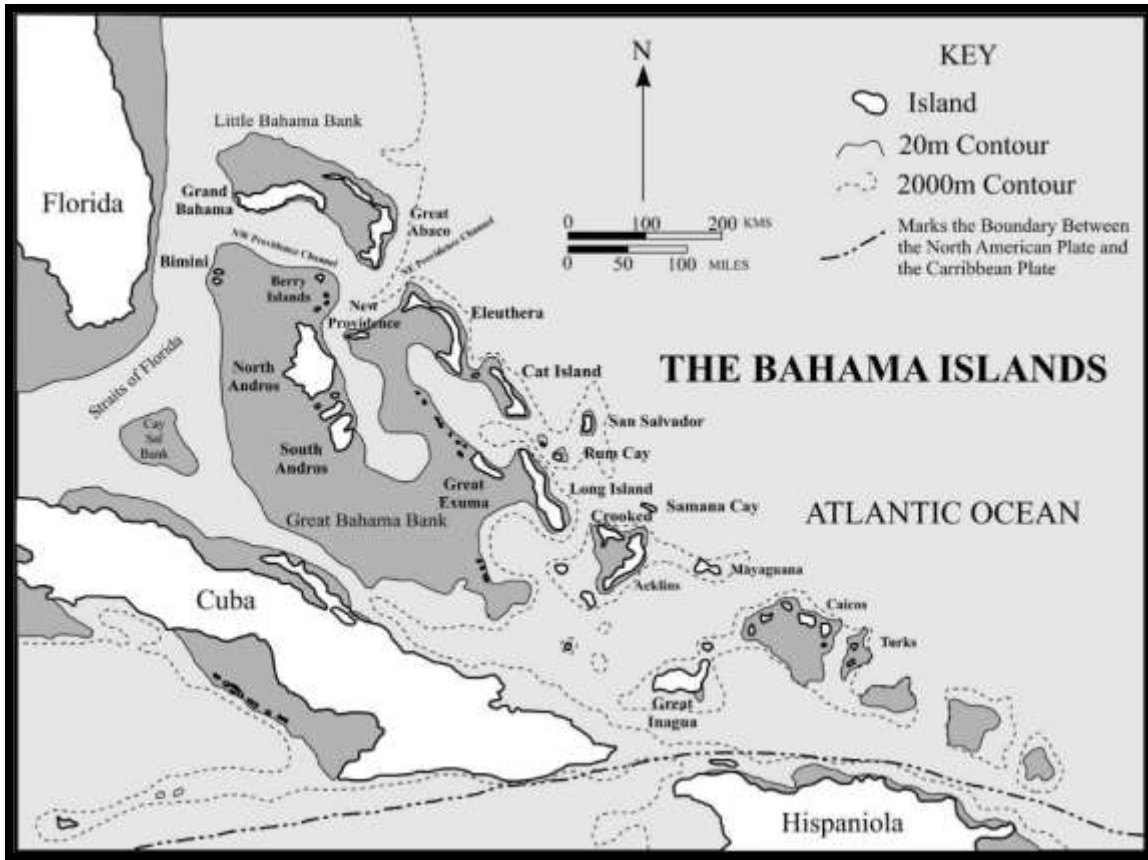 N
KEY
Island
20m Contour
2000m Contour
Marks the Boundary Between
the North American Plate and
the Carribbean Plate
0 100 200 KMS
0 50 100 MILES
Little Bahama Bank
Florida
Grand
Bahama
Great
Abaco
NW Providence Channel
NE Providence Channel
Bimini
Berry
Islands
New
Providence
Eleuthera
THE BAHAMA ISLANDS
North
Andros
Cat Island
Straits of Florida
San Salvador
Cay
Sal
Bank
South
Andros
Rum Cay
Great
Exuma
Long Island
Samana Cay
ATLANTIC OCEAN
Great Bahama Bank
Crooked
Mayaguana
Acklins
Cuba
Caicos
Turks
Great
Inagua
Hispaniola